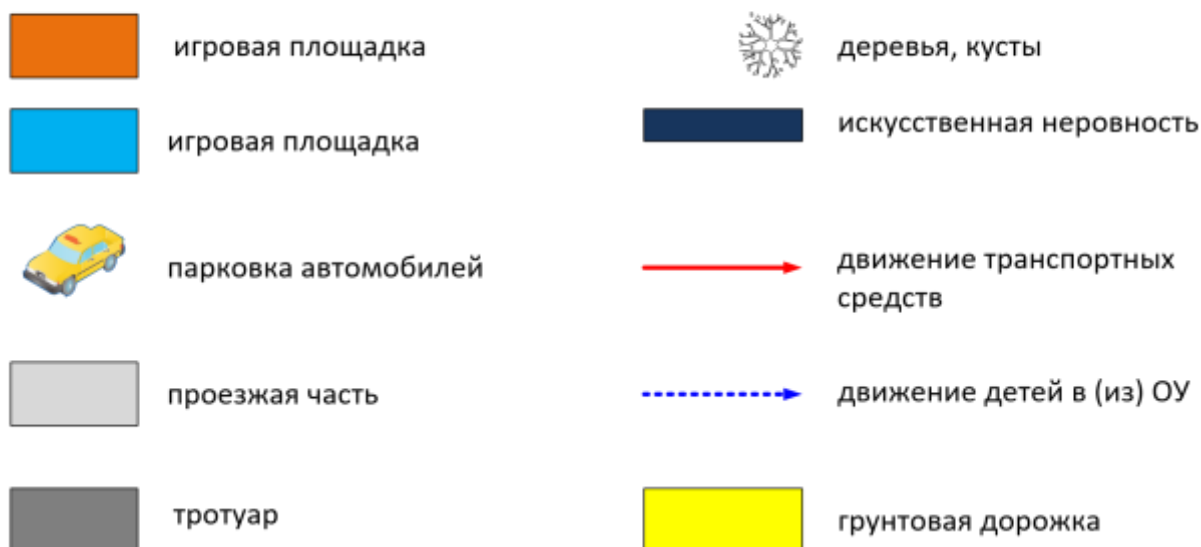 игровая площадка
игровая площадка
парковка автомобилей
проезжая часть
тротуар
деревья, кусты
искусственная неровность
движение транспортных
средств
движение детей в (из) ОУ
грунтовая дорожка